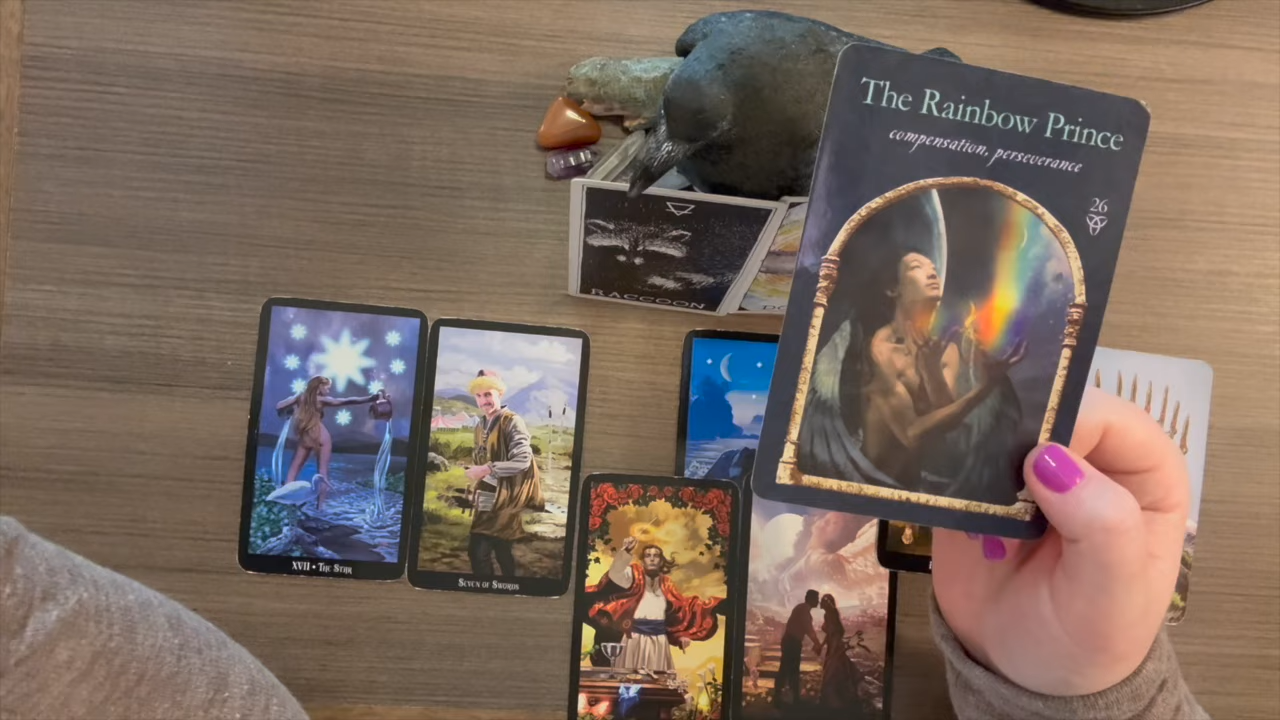 The Rainbow Prince
compensation, perseverance
26
RACCOON
XVII • The Star
Seven of Swords